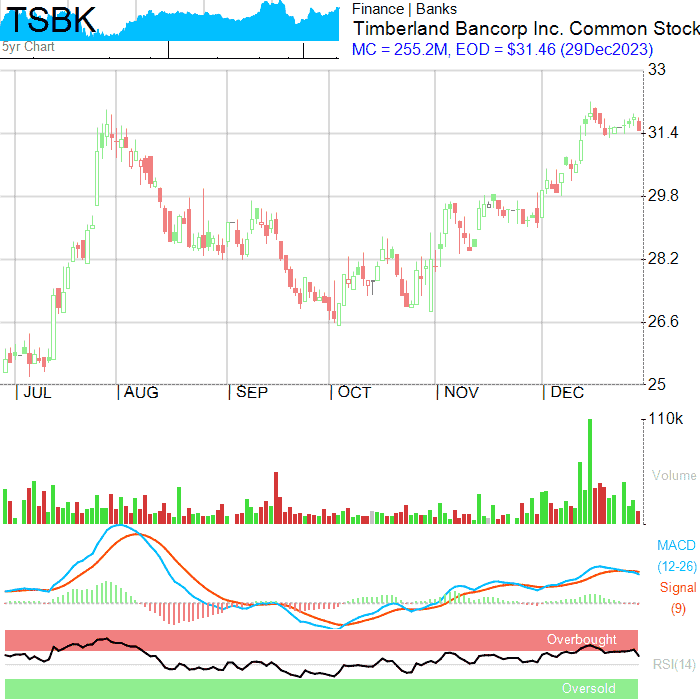 TSBK
5yr Chart
Finance | Banks
Timberland Bancorp Inc. Common Stock
MC = 255.2M, EOD = $31.46 (29Dec2023)
33
31.4
29.8
28.2
26.6
25
JUL AUG SEP OCT NOV DEC
110k
Volume
MACD
(12-26)
Signal
(9)
Overbought
RSI(14)
Oversold